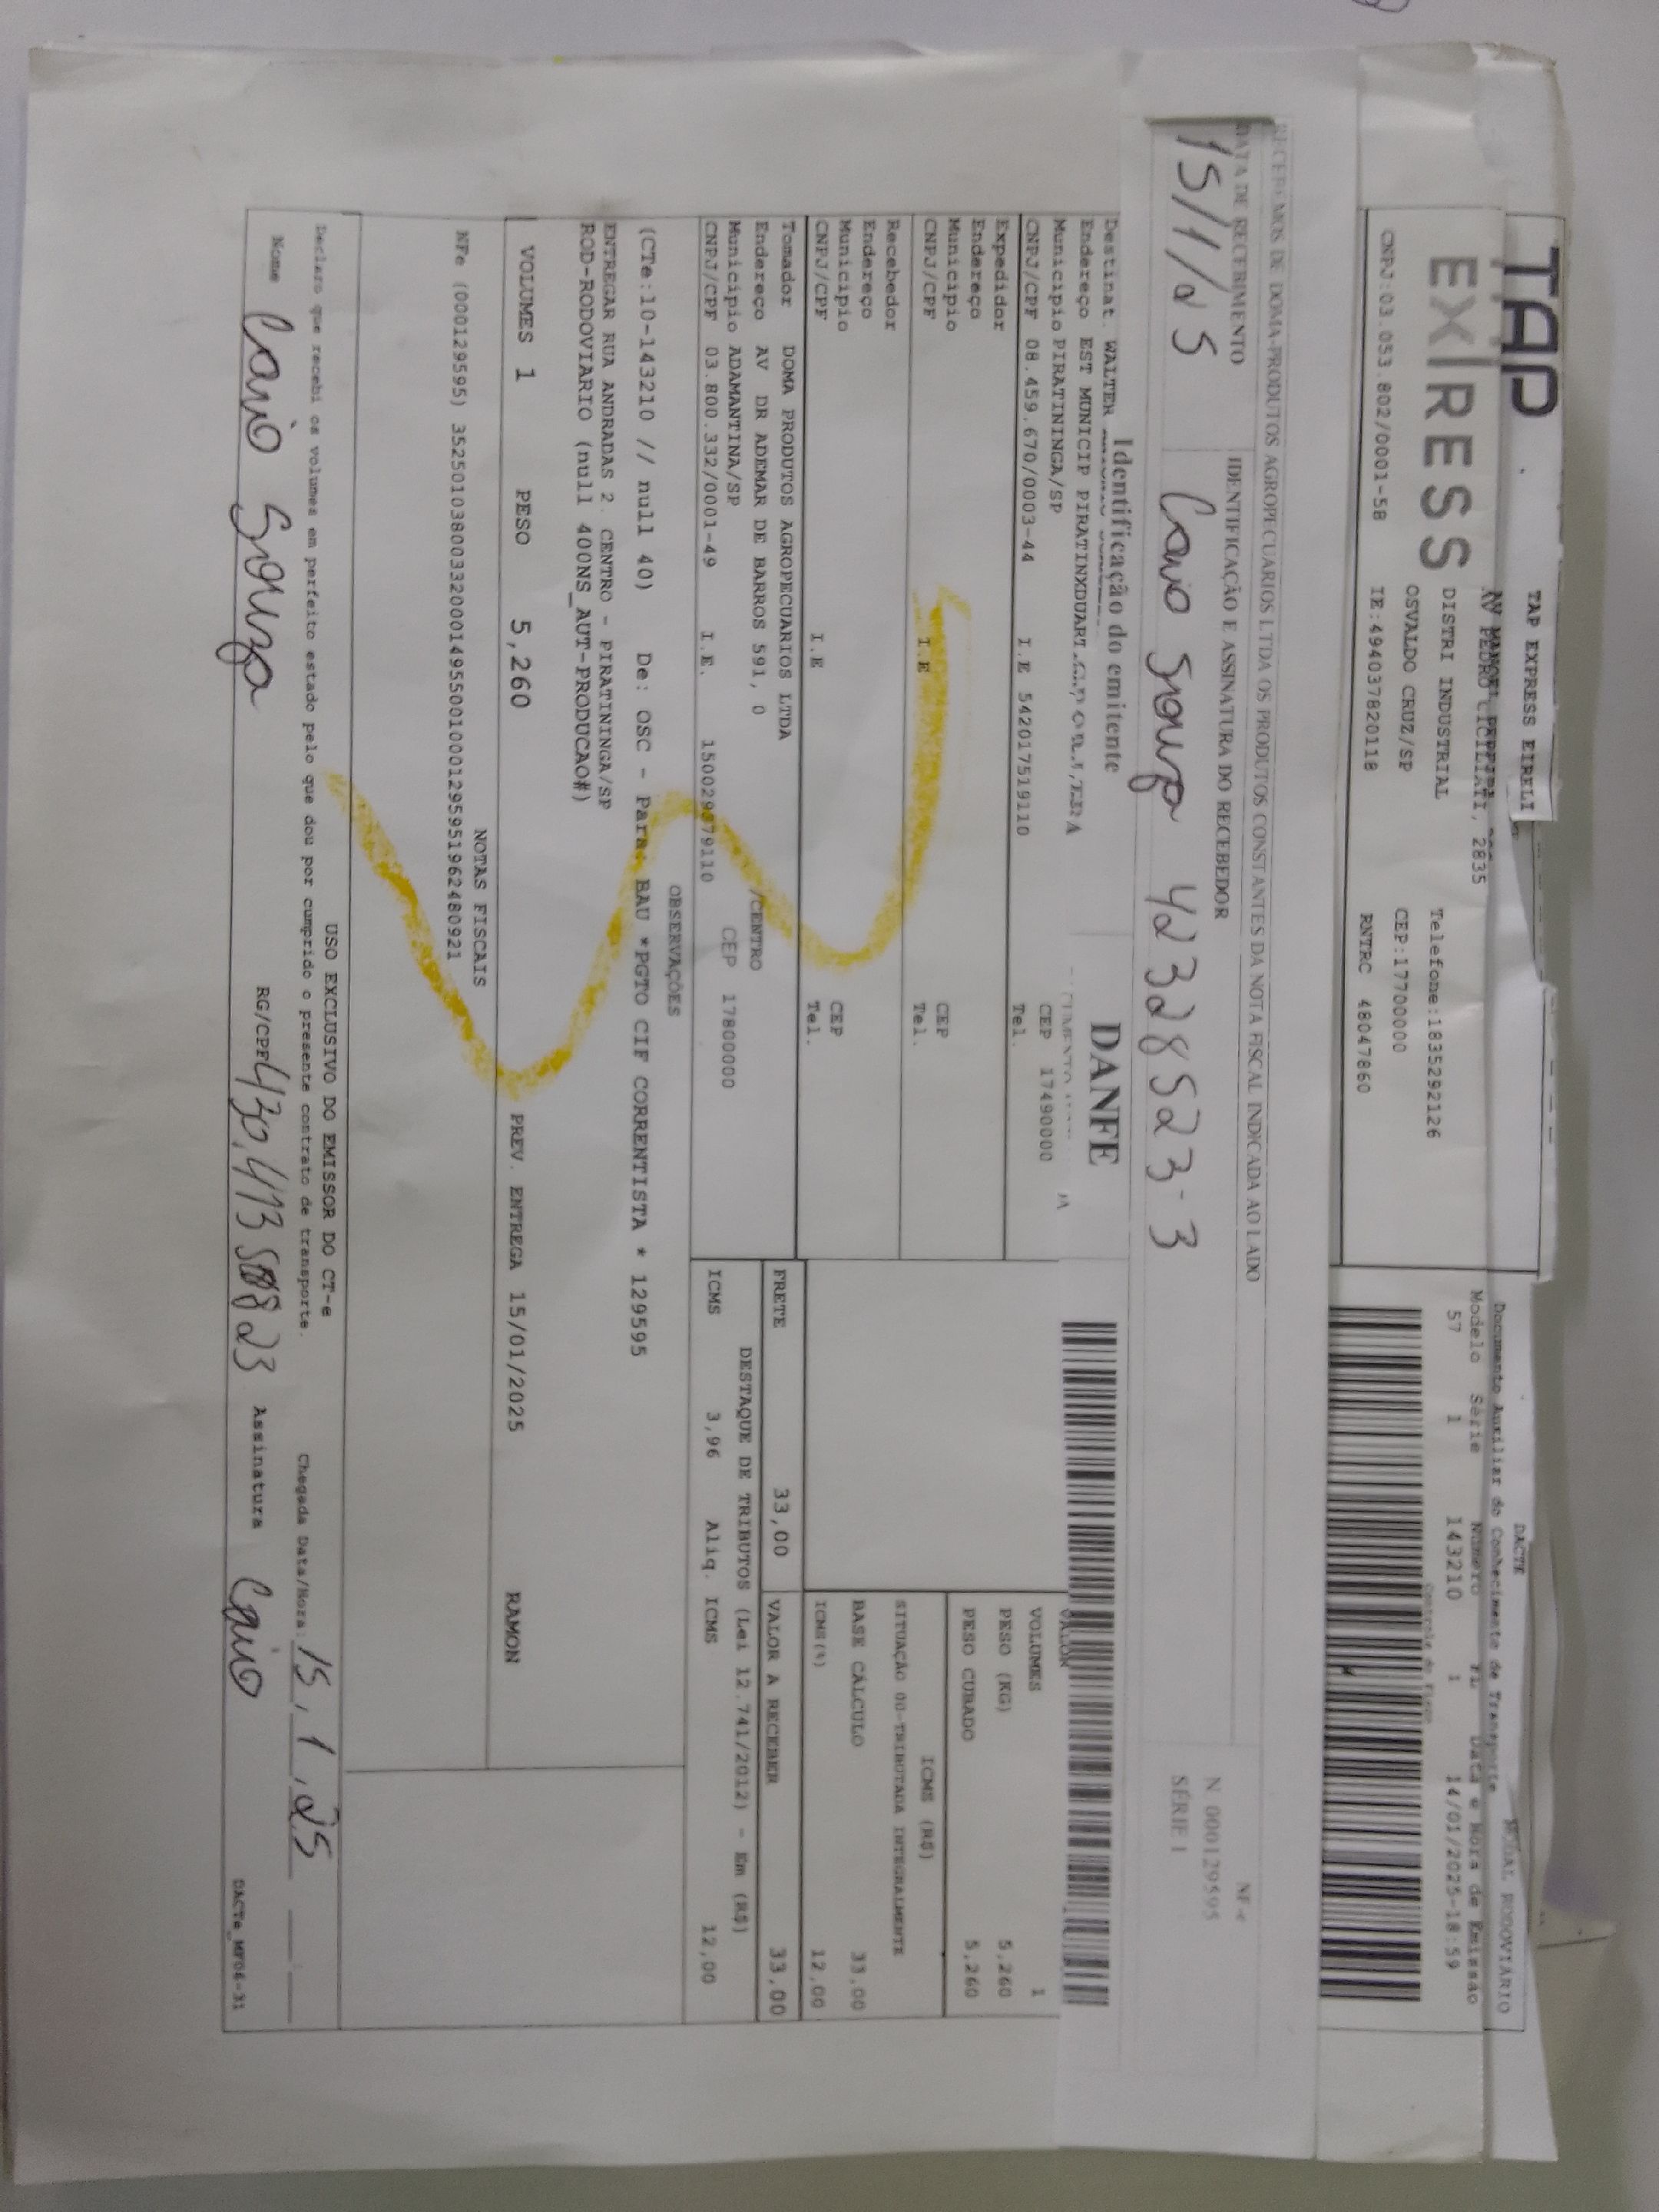 TAP
EX|RESS
TAP EXPRESS EIRELI
AV PEDRO CICILIATI, 2835
DISTRI INDUSTRIAL
OSVALDO CRUZ/SP
CNPJ:03.053.802/0001-58 IE:494037820118
Telefone:1835292126
CEP:17700000
RNTRC 48047860
DACTE
Documento Auxiliar do Conhecimento de Transporte
MODAL RODOVIÁRIO
Modelo Série Número FL Data e Hora de Emissão
57 1 143210 1 14/01/2025-18:59
Controle do Fisco
RECEBEMOS DE DOMA-PRODUTOS AGROPECUARIOS LTDA OS PRODUTOS CONSTANTES DA NOTA FISCAL INDICADA AO LADO
DATA DE RECEBIMENTO IDENTIFICAÇÃO E ASSINATURA DO RECEBEDOR
15/1/25 Caio Souza 42328523-3
NF-e
N 000129595
SÉRIE 1
Identificação do emitente
DANFE
Destinat. WALTER
Endereço EST MUNICIP PIRATINXDUART
Municipio PIRATININGA/SP CEP 17490000
CNPJ/CPF 08.459.670/0003-44 I.E 542017519110 Tel.
Expedidor
Endereço
Municipio CEP
CNPJ/CPF I.E Tel.
Recebedor
Endereço
Municipio CEP
CNPJ/CPF I.E Tel.
Tomador DOMA PRODUTOS AGROPECUARIOS LTDA
Endereço AV DR ADEMAR DE BARROS 591, 0 /CENTRO
Municipio ADAMANTINA/SP CEP 17800000
CNPJ/CPF 03.800.332/0001-49 I.E. 150029879110
VALOR
VOLUMES 1
PESO (KG) 5,260
PESO CUBADO 5,260
ICMS (R$)
SITUAÇÃO 00-TRIBUTADA INTEGRALMENTE
BASE CÁLCULO 33,00
ICMS(%) 12,00
FRETE 33,00 VALOR A RECEBER 33,00
DESTAQUE DE TRIBUTOS (Lei 12.741/2012) - Em (R$)
ICMS 3,96 Aliq. ICMS 12,00
OBSERVAÇÕES
(CTe:10-143210 // null 40) De: OSC - Para: BAU *PGTO CIF CORRENTISTA * 129595
ENTREGAR RUA ANDRADAS 2. CENTRO - PIRATININGA/SP
ROD-RODOVIARIO (null 400NS_AUT-PRODUCAO#)
VOLUMES 1 PESO 5,260 PREV. ENTREGA 15/01/2025 RAMON
NOTAS FISCAIS
NFe (000129595) 35250103800332000149550010001295951962480921
USO EXCLUSIVO DO EMISSOR DO CT-e
Declaro que recebi os volumes em perfeito estado pelo que dou por cumprido o presente contrato de transporte. Chegada Data/Hora: 15, 1, 25
Nome Caio Souza RG/CPF Assinatura Caio
DACTe_MF06-31